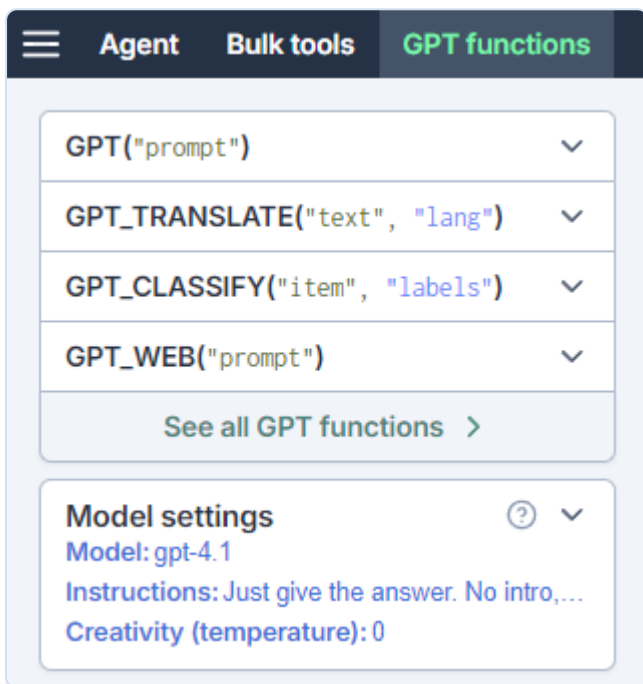 Agent Bulk tools GPT functions
GPT("prompt")
GPT_TRANSLATE("text", "lang")
GPT_CLASSIFY("item", "labels")
GPT_WEB("prompt")
See all GPT functions
Model settings
Model: gpt-4.1
Instructions: Just give the answer. No intro,...
Creativity (temperature): 0